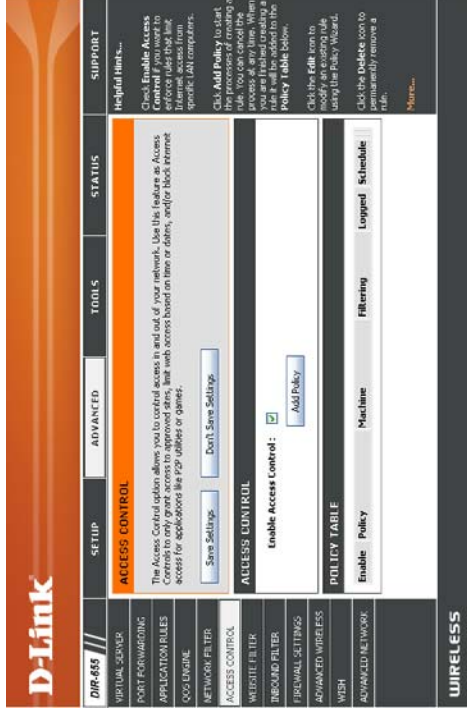 D-Link
DIR-655
SETUP
ADVANCED
TOOLS
STATUS
SUPPORT
VIRTUAL SERVER
PORT FORWARDING
APPLICATION RULES
QOS ENGINE
NETWORK FILTER
ACCESS CONTROL
WEBSITE FILTER
INBOUND FILTER
FIREWALL SETTINGS
ADVANCED WIRELESS
WISH
ADVANCED NETWORK
ACCESS CONTROL
The Access Control option allows you to control access in and out of your network. Use this feature as Access
Controls to only grant access to approved sites, limit web access based on time or dates, and/or block internet
access for applications like P2P utilities or games.
Save Settings
Don't Save Settings
ACCESS CONTROL
Enable Access Control :
Add Policy
POLICY TABLE
Enable Policy Machine Filtering Logged Schedule
Helpful Hints...
Check Enable Access
Control if you want to
enforce rules that limit
Internet access from
specific LAN computers.
Click Add Policy to start
the processes of creating a
rule. You can cancel the
process at any time. When
you are finished creating a
rule it will be added to the
Policy Table below.
Click the Edit icon to
modify an existing rule
using the Policy Wizard.
Click the Delete icon to
permanently remove a
rule.
More...
WIRELESS